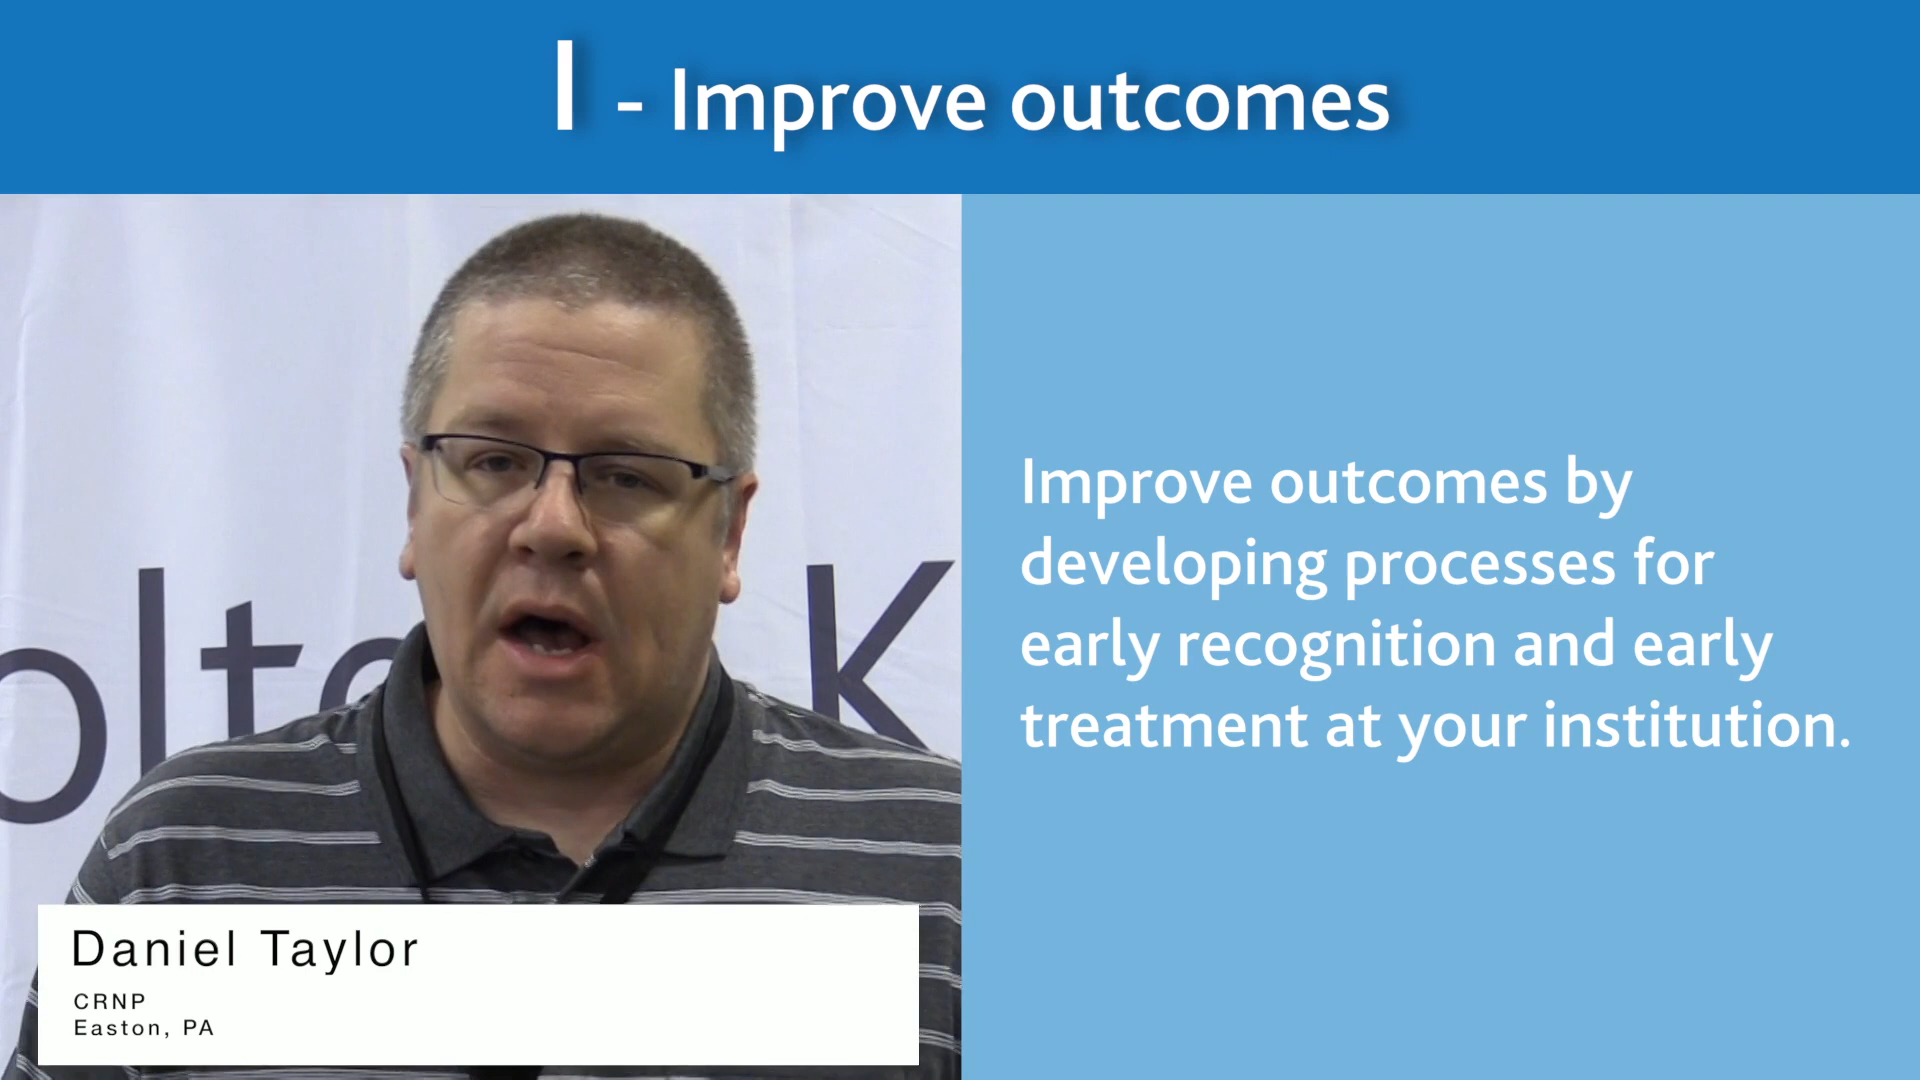 I - Improve outcomes
Improve outcomes by
developing processes for
early recognition and early
treatment at your institution.
olte K
Daniel Taylor
CRNP
Easton, PA